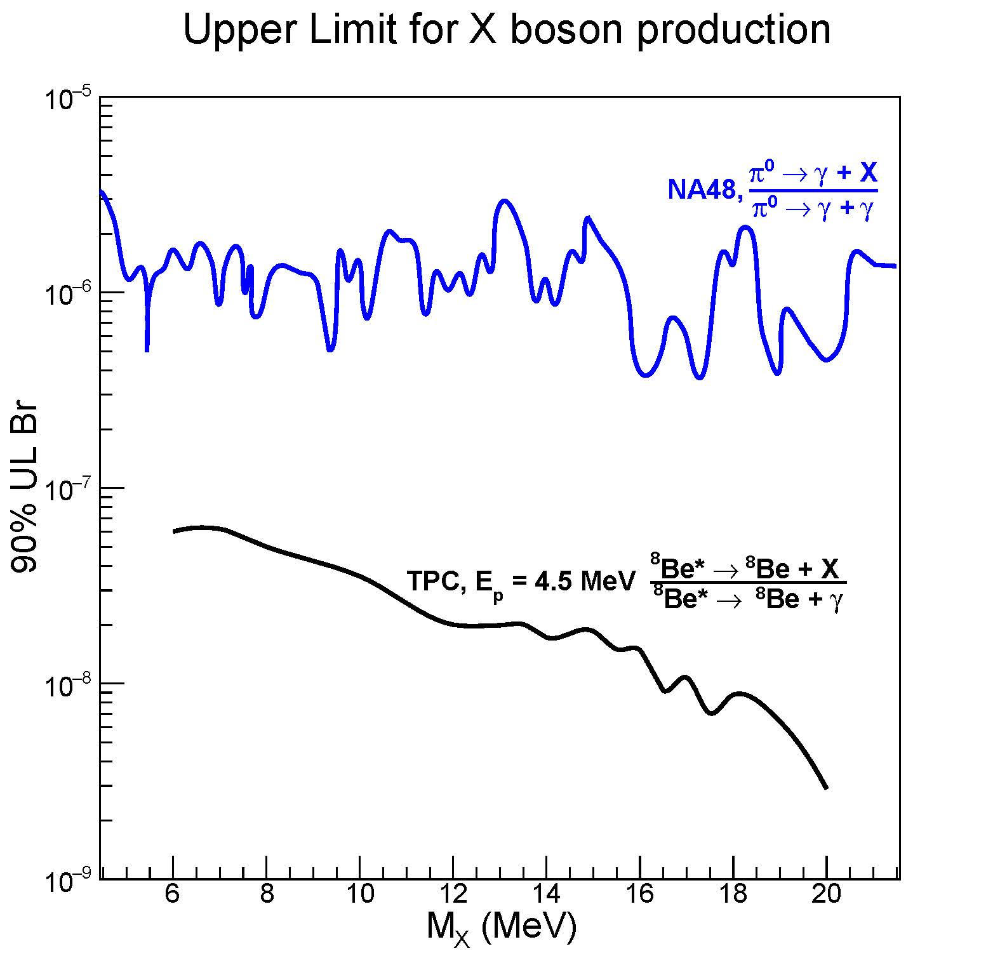 Upper Limit for X boson production
10⁻⁵
10⁻⁶
10⁻⁷
10⁻⁸
10⁻⁹
90% UL Br
NA48, π⁰ → γ + X
π⁰ → γ + γ
TPC, Eₚ = 4.5 MeV ⁸Be* → ⁸Be + X
⁸Be* → ⁸Be + γ
6 8 10 12 14 16 18 20
M_X (MeV)